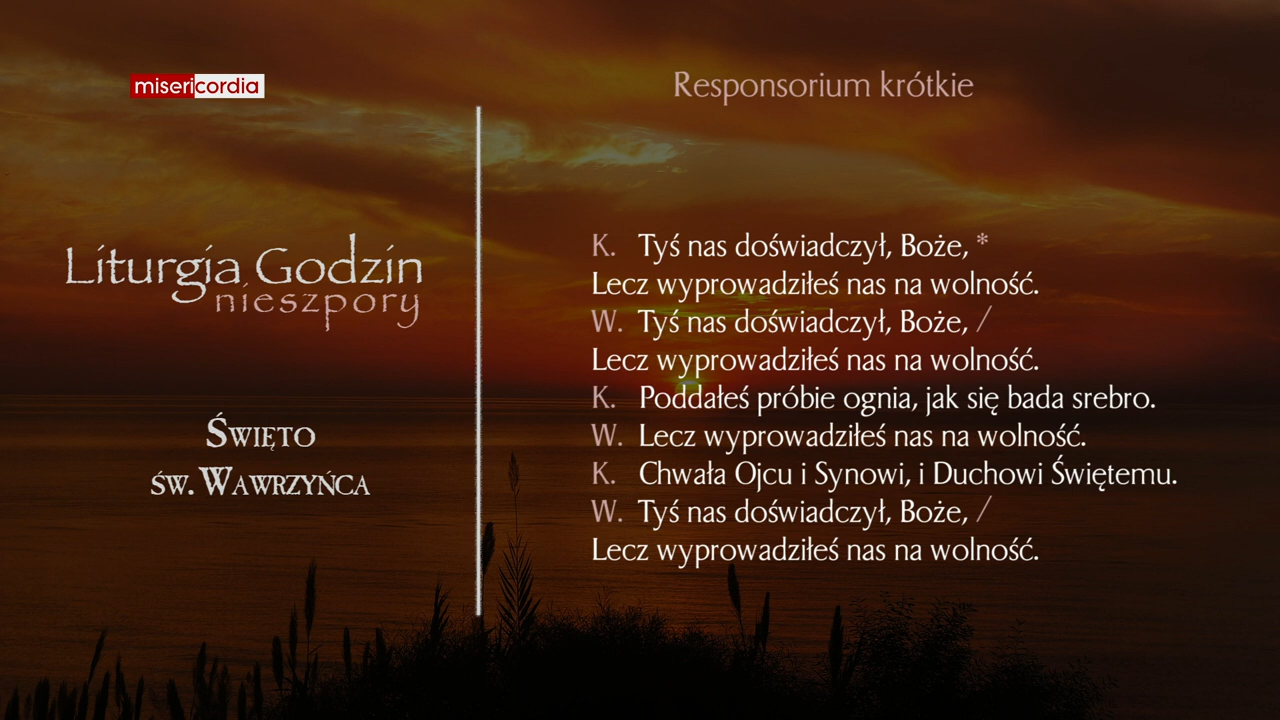 misericordia
Liturgia Godzin
nieszpory
Święto
św. Wawrzyńca
Responsorium krótkie
K. Tyś nas doświadczył, Boże, *
Lecz wyprowadziłeś nas na wolność.
W. Tyś nas doświadczył, Boże, /
Lecz wyprowadziłeś nas na wolność.
K. Poddałeś próbie ognia, jak się bada srebro.
W. Lecz wyprowadziłeś nas na wolność.
K. Chwała Ojcu i Synowi, i Duchowi Świętemu.
W. Tyś nas doświadczył, Boże, /
Lecz wyprowadziłeś nas na wolność.